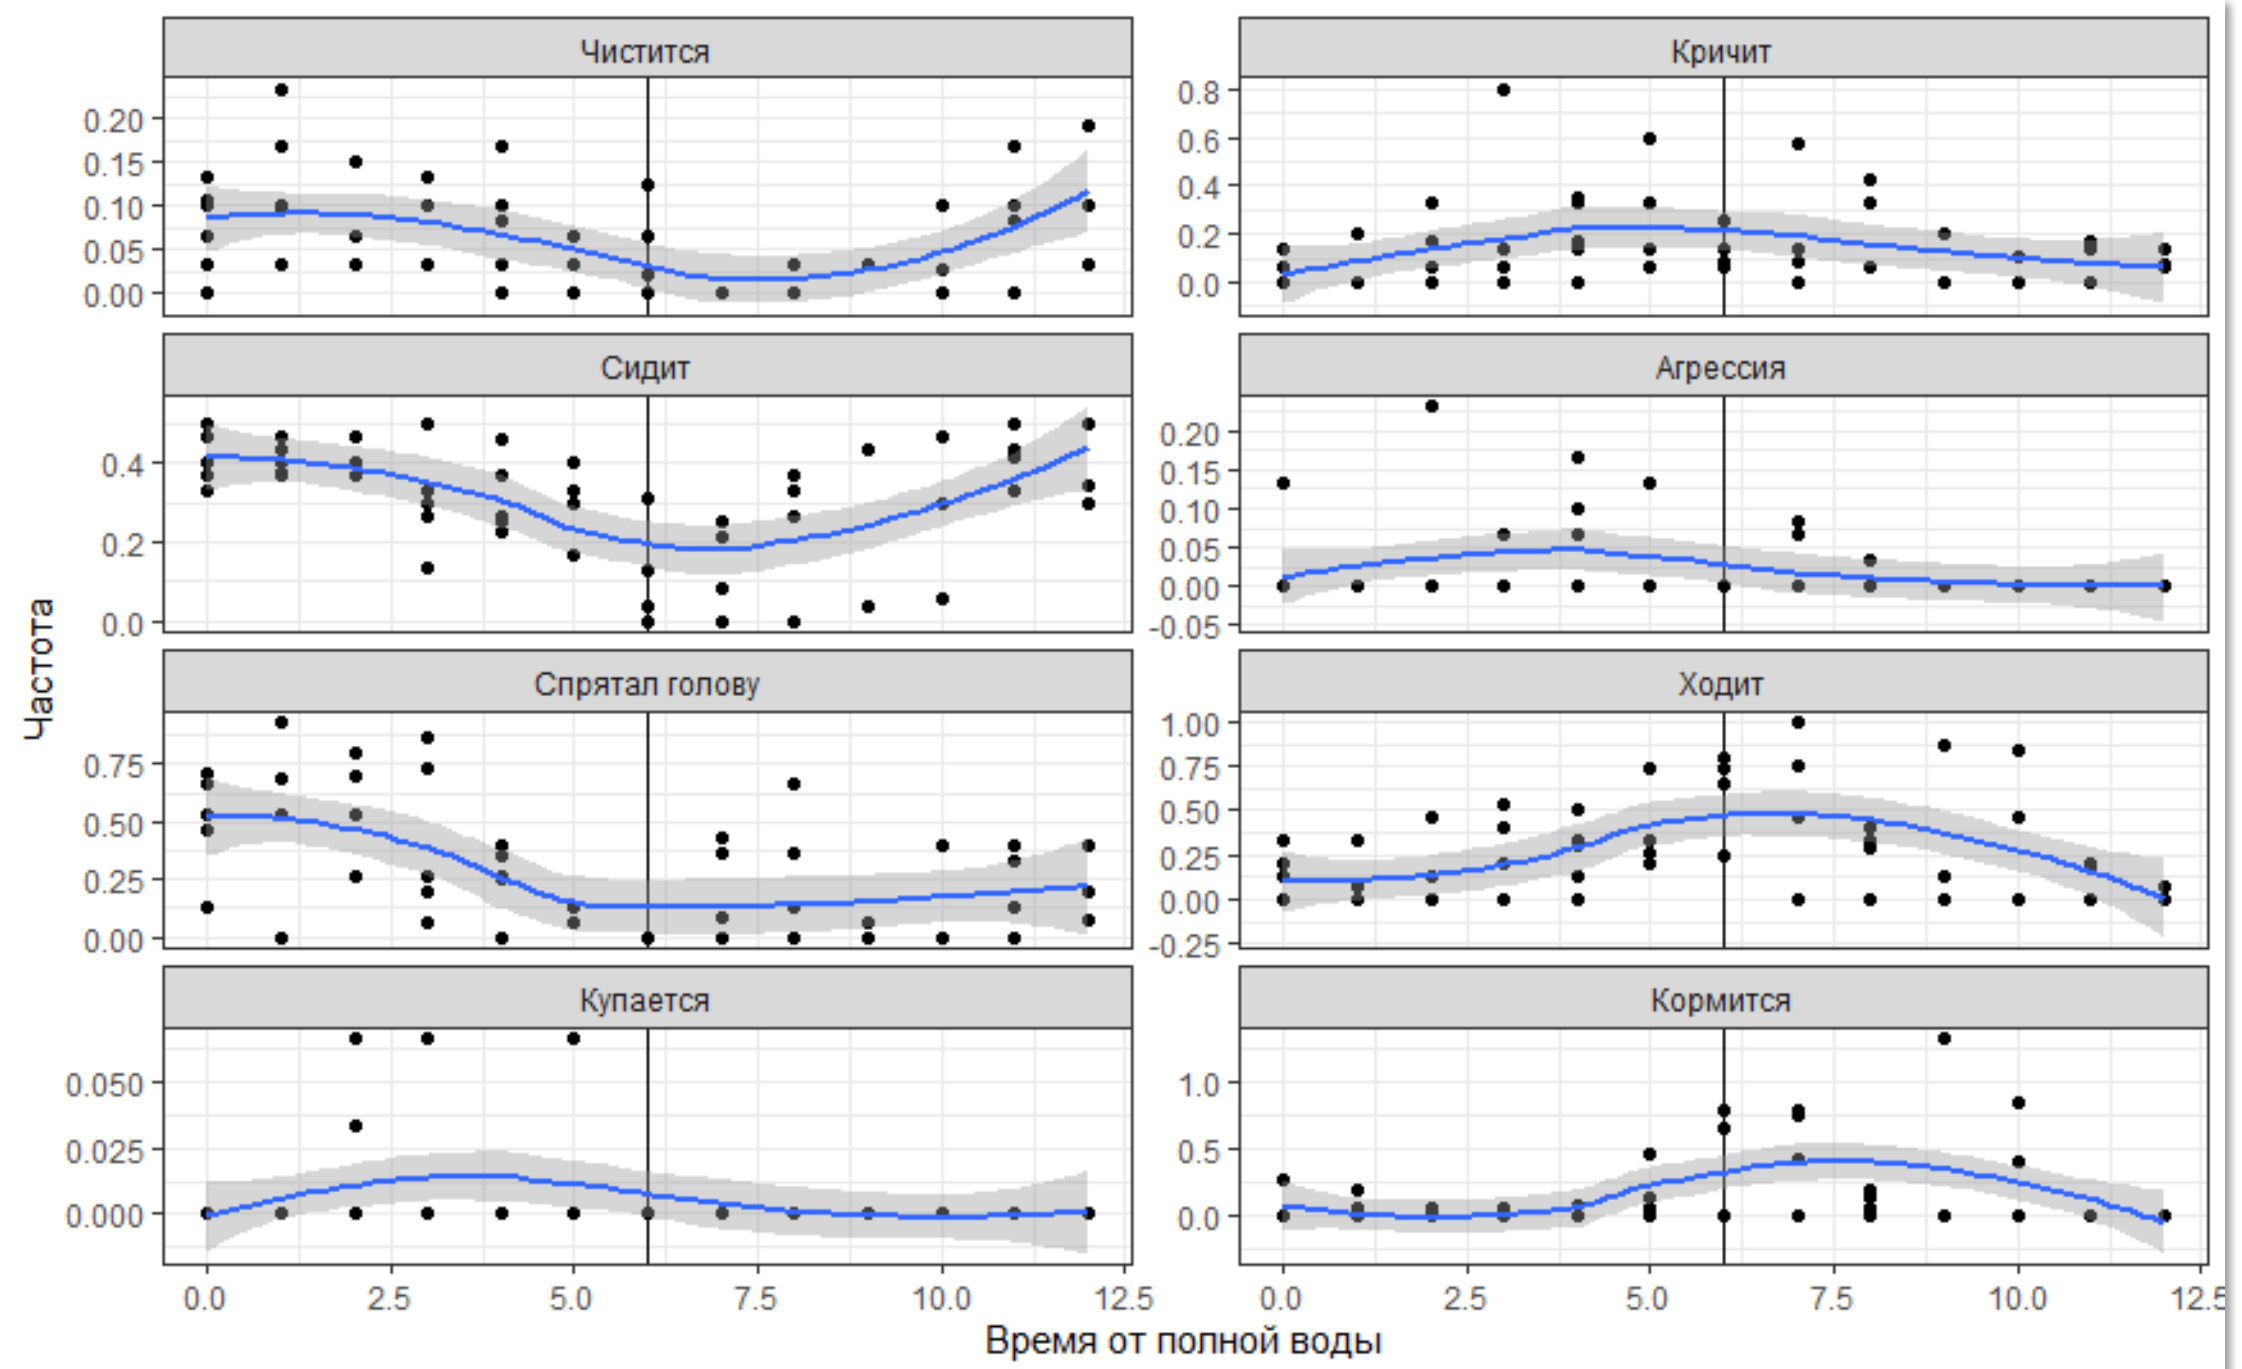 Чистится
Кричит
0.20
0.15
0.10
0.05
0.00
0.8
0.6
0.4
0.2
0.0
Сидит
Агрессия
0.4
0.2
0.0
0.20
0.15
0.10
0.05
0.00
-0.05
Частота
Спрятал голову
Ходит
0.75
0.50
0.25
0.00
1.00
0.75
0.50
0.25
0.00
-0.25
Купается
Кормится
0.050
0.025
0.000
1.0
0.5
0.0
0.0 2.5 5.0 7.5 10.0 12.5
0.0 2.5 5.0 7.5 10.0 12.5
Время от полной воды